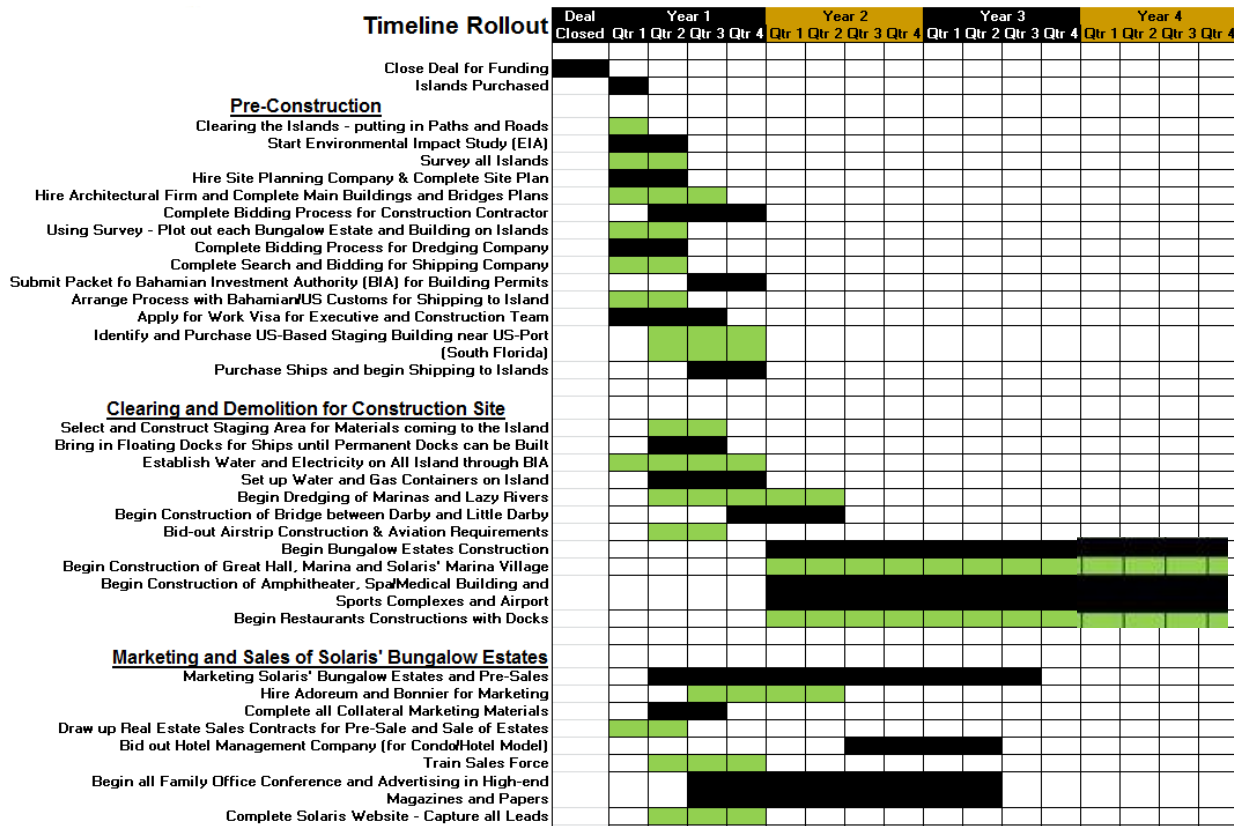 Timeline Rollout
Deal Year 1 Year 2 Year 3 Year 4
Closed Qtr 1 Qtr 2 Qtr 3 Qtr 4 Qtr 1 Qtr 2 Qtr 3 Qtr 4 Qtr 1 Qtr 2 Qtr 3 Qtr 4 Qtr 1 Qtr 2 Qtr 3 Qtr 4
Close Deal for Funding
Islands Purchased
Pre-Construction
Clearing the Islands - putting in Paths and Roads
Start Environmental Impact Study (EIA)
Survey all Islands
Hire Site Planning Company & Complete Site Plan
Hire Architectural Firm and Complete Main Buildings and Bridges Plans
Complete Bidding Process for Construction Contractor
Using Survey - Plot out each Bungalow Estate and Building on Islands
Complete Bidding Process for Dredging Company
Complete Search and Bidding for Shipping Company
Submit Packet fo Bahamian Investment Authority (BIA) for Building Permits
Arrange Process with Bahamian/US Customs for Shipping to Island
Apply for Work Visa for Executive and Construction Team
Identify and Purchase US-Based Staging Building near US-Port
(South Florida)
Purchase Ships and begin Shipping to Islands
Clearing and Demolition for Construction Site
Select and Construct Staging Area for Materials coming to the Island
Bring in Floating Docks for Ships until Permanent Docks can be Built
Establish Water and Electricity on All Island through BIA
Set up Water and Gas Containers on Island
Begin Dredging of Marinas and Lazy Rivers
Begin Construction of Bridge between Darby and Little Darby
Bid-out Airstrip Construction & Aviation Requirements
Begin Bungalow Estates Construction
Begin Construction of Great Hall, Marina and Solaris' Marina Village
Begin Construction of Amphitheater, Spa/Medical Building and
Sports Complexes and Airport
Begin Restaurants Constructions with Docks
Marketing and Sales of Solaris' Bungalow Estates
Marketing Solaris' Bungalow Estates and Pre-Sales
Hire Adoreum and Bonnier for Marketing
Complete all Collateral Marketing Materials
Draw up Real Estate Sales Contracts for Pre-Sale and Sale of Estates
Bid out Hotel Management Company (for Condo/Hotel Model)
Train Sales Force
Begin all Family Office Conference and Advertising in High-end
Magazines and Papers
Complete Solaris Website - Capture all Leads